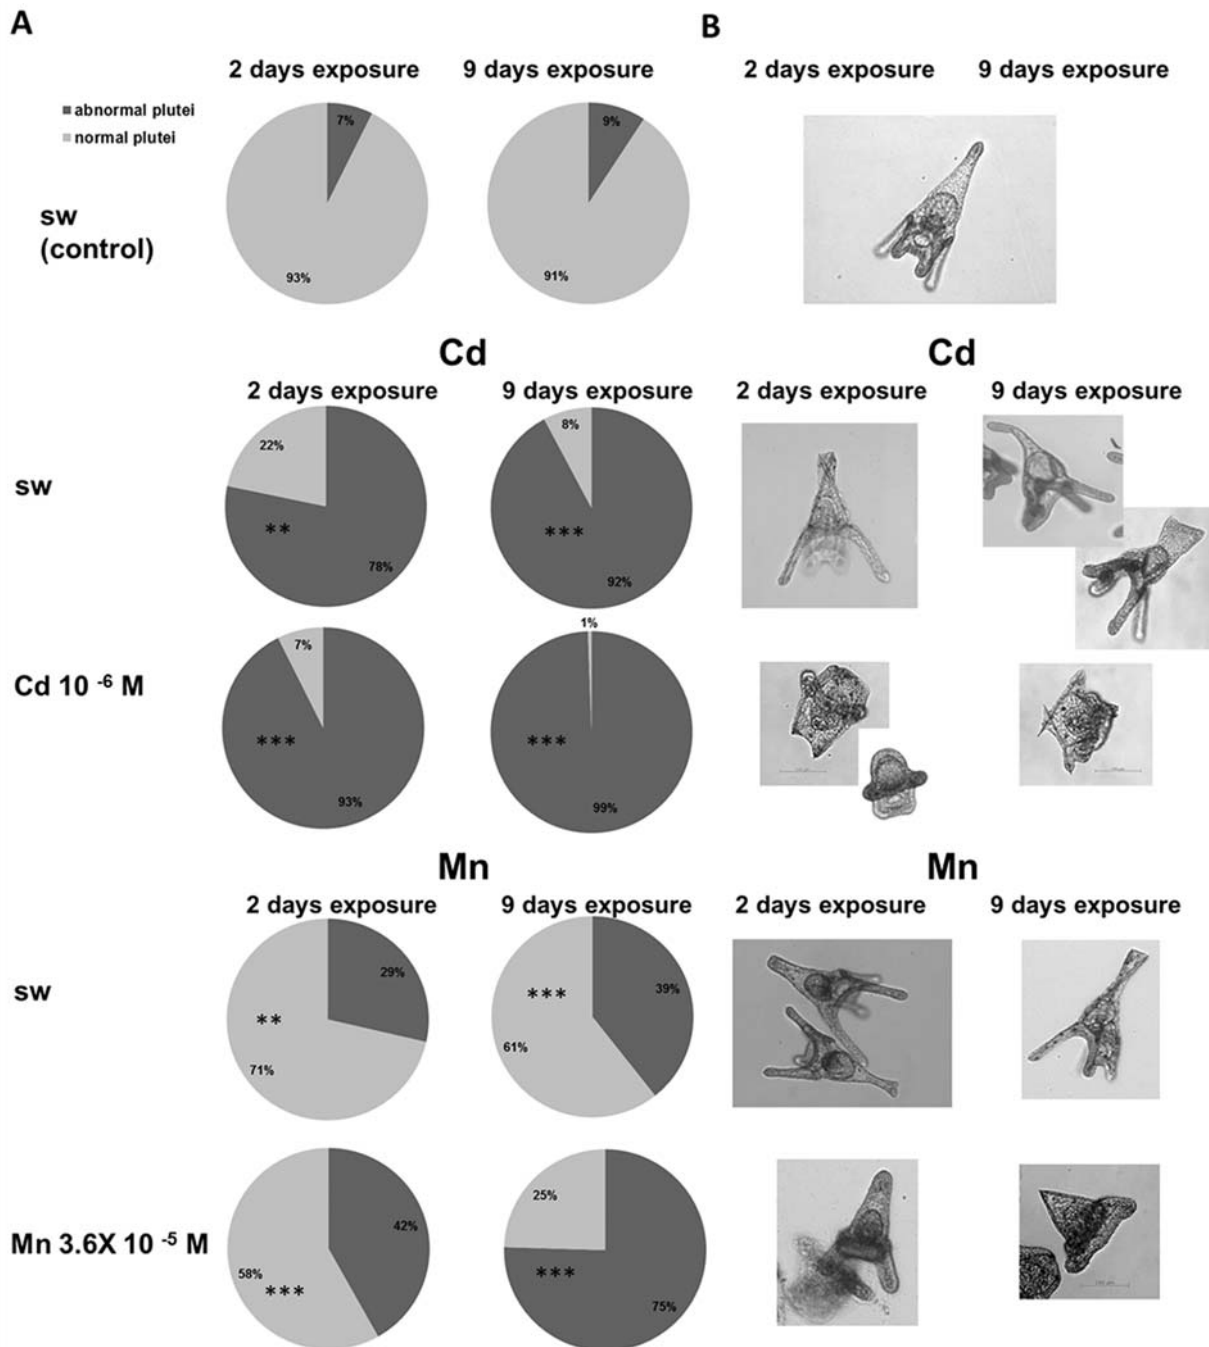 A
B
2 days exposure 9 days exposure
2 days exposure 9 days exposure
abnormal plutei
normal plutei
7%
9%
sw
(control)
93%
91%
Cd
Cd
2 days exposure 9 days exposure
2 days exposure 9 days exposure
22%
8%
sw
**
***
78%
92%
1%
7%
Cd 10 -6 M
***
***
93%
99%
Mn
Mn
2 days exposure 9 days exposure
2 days exposure 9 days exposure
29%
39%
sw
**
***
71%
61%
25%
42%
Mn 3.6X 10 -5 M
58%
***
***
75%